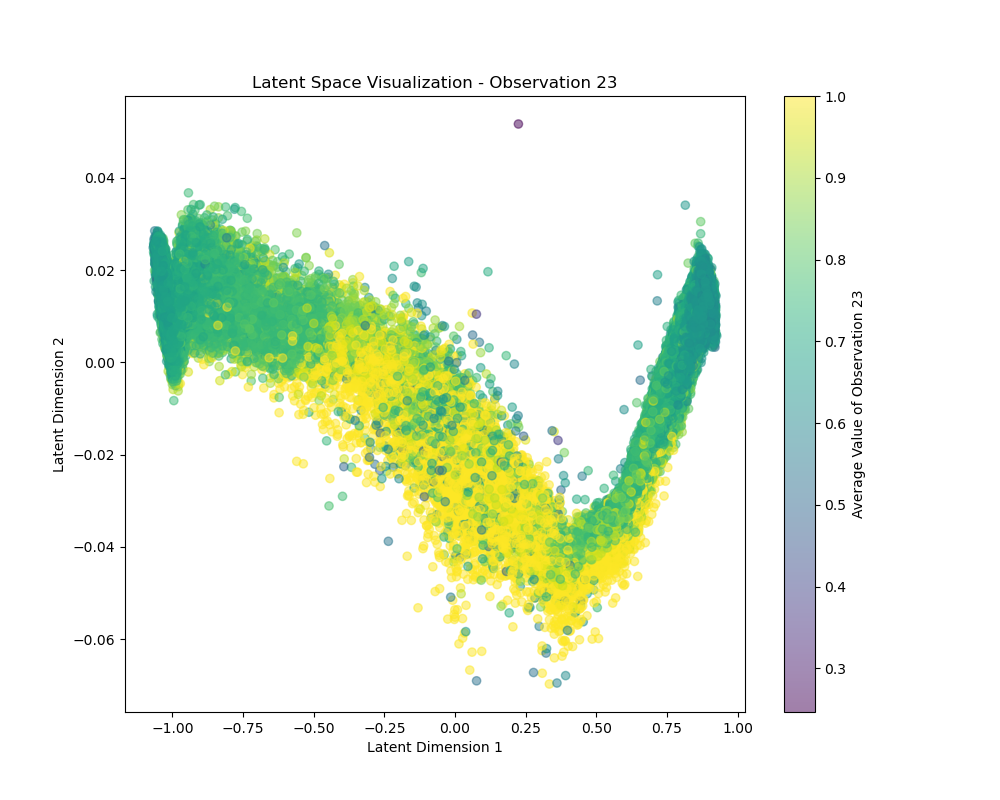 Latent Space Visualization - Observation 23
Latent Dimension 2
0.04
0.02
0.00
−0.02
−0.04
−0.06
−1.00 −0.75 −0.50 −0.25 0.00 0.25 0.50 0.75 1.00
Latent Dimension 1
1.0
0.9
0.8
0.7
0.6
0.5
0.4
0.3
Average Value of Observation 23